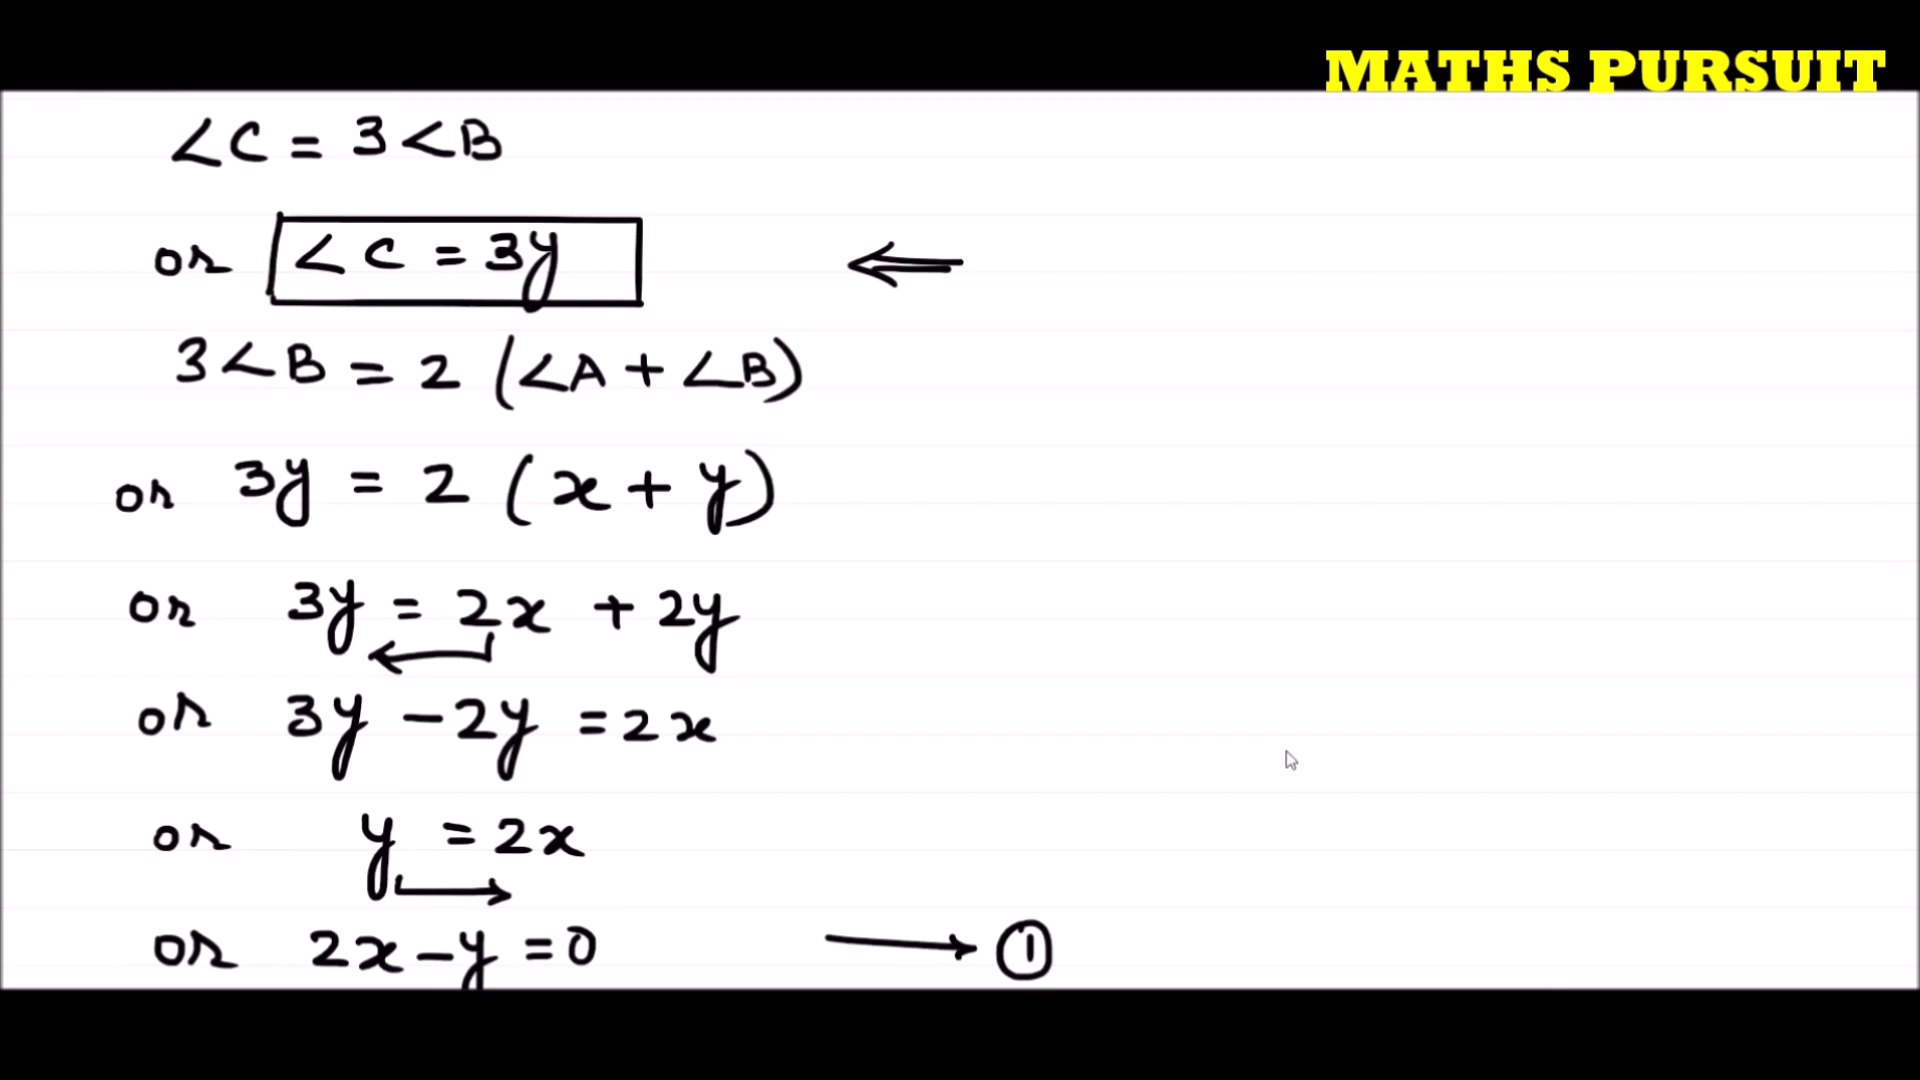 MATHS PURSUIT
∠C = 3∠B
or ∠C = 3y
3∠B = 2 (∠A + ∠B)
or 3y = 2 (x + y)
or 3y = 2x + 2y
or 3y - 2y = 2x
or y = 2x
or 2x - y = 0 → ①